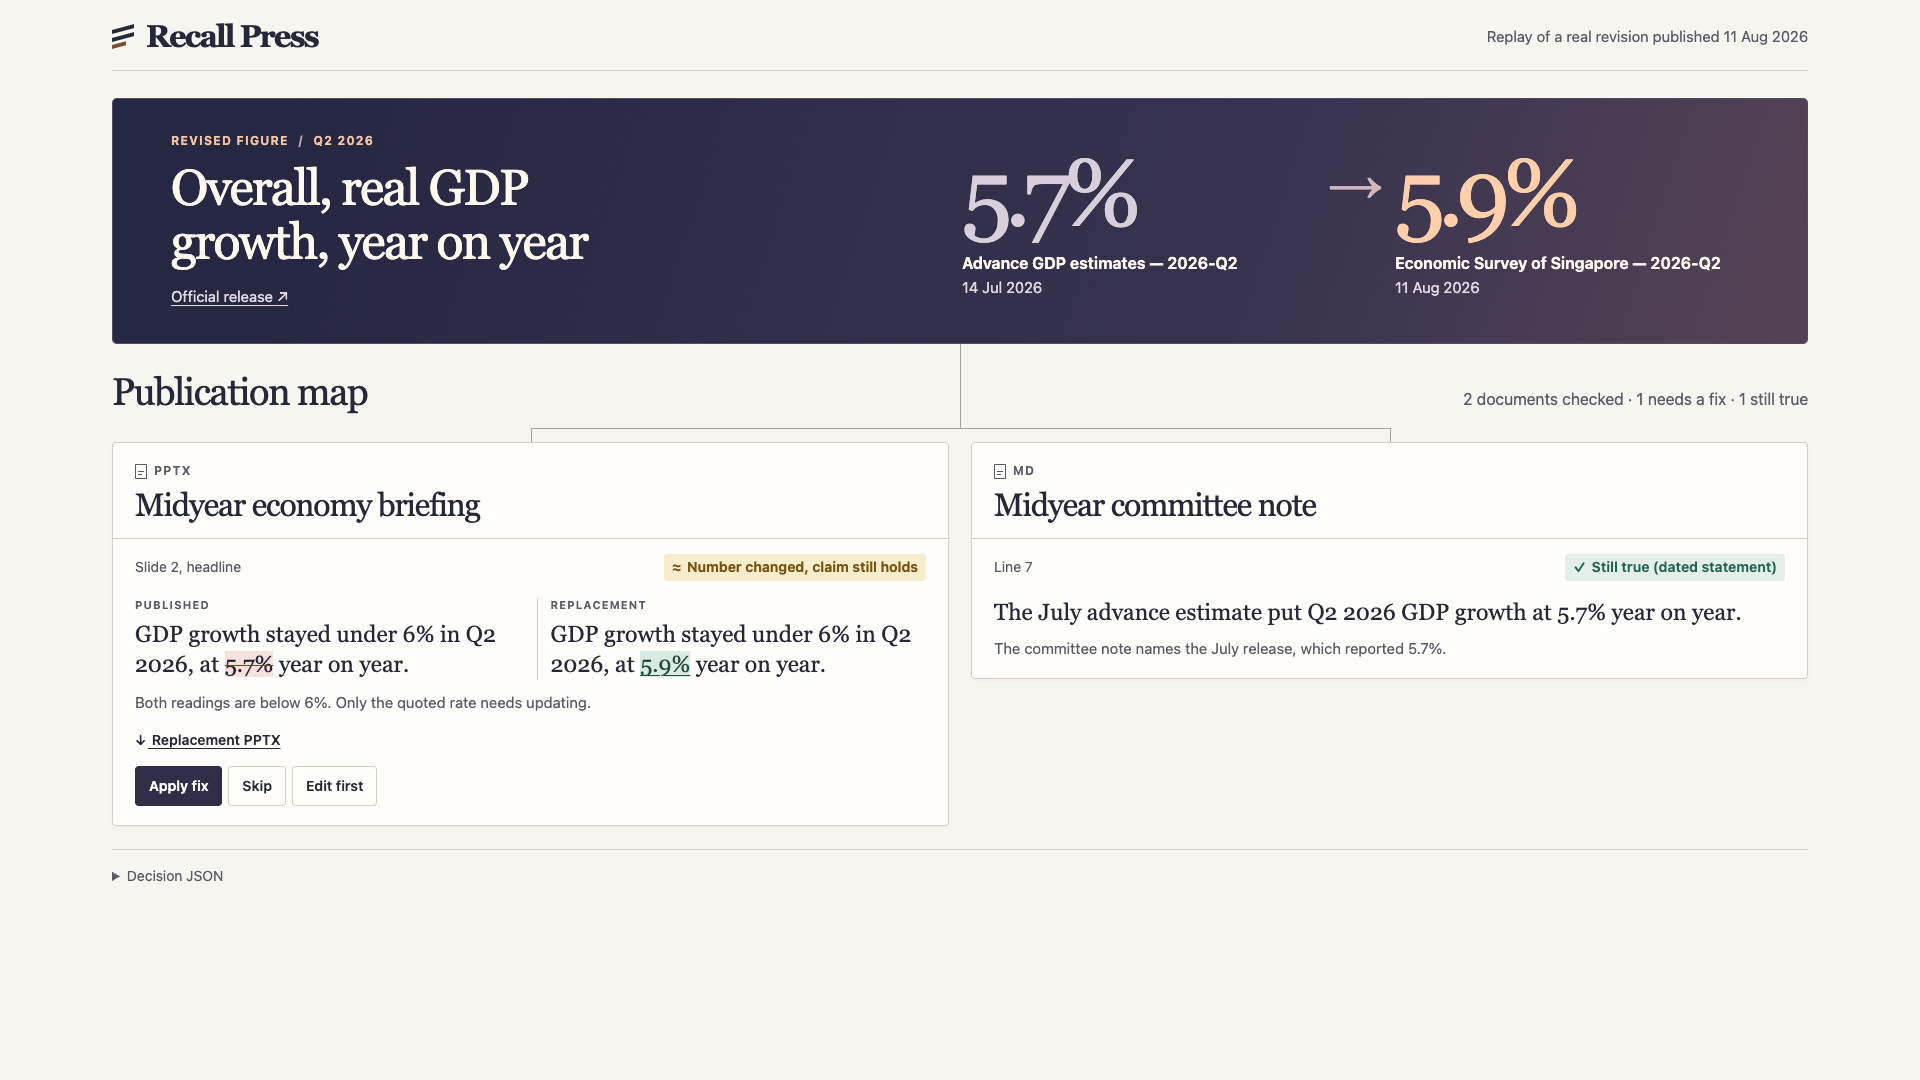 Recall Press
Replay of a real revision published 11 Aug 2026
REVISED FIGURE / Q2 2026
Overall, real GDP
growth, year on year
Official release ↗
5.7%
Advance GDP estimates — 2026-Q2
14 Jul 2026
→
5.9%
Economic Survey of Singapore — 2026-Q2
11 Aug 2026
Publication map
2 documents checked · 1 needs a fix · 1 still true
PPTX
Midyear economy briefing
Slide 2, headline
≈ Number changed, claim still holds
PUBLISHED
GDP growth stayed under 6% in Q2
2026, at 5.7% year on year.
REPLACEMENT
GDP growth stayed under 6% in Q2
2026, at 5.9% year on year.
Both readings are below 6%. Only the quoted rate needs updating.
↓ Replacement PPTX
Apply fix
Skip
Edit first
MD
Midyear committee note
Line 7
✓ Still true (dated statement)
The July advance estimate put Q2 2026 GDP growth at 5.7% year on year.
The committee note names the July release, which reported 5.7%.
▶ Decision JSON